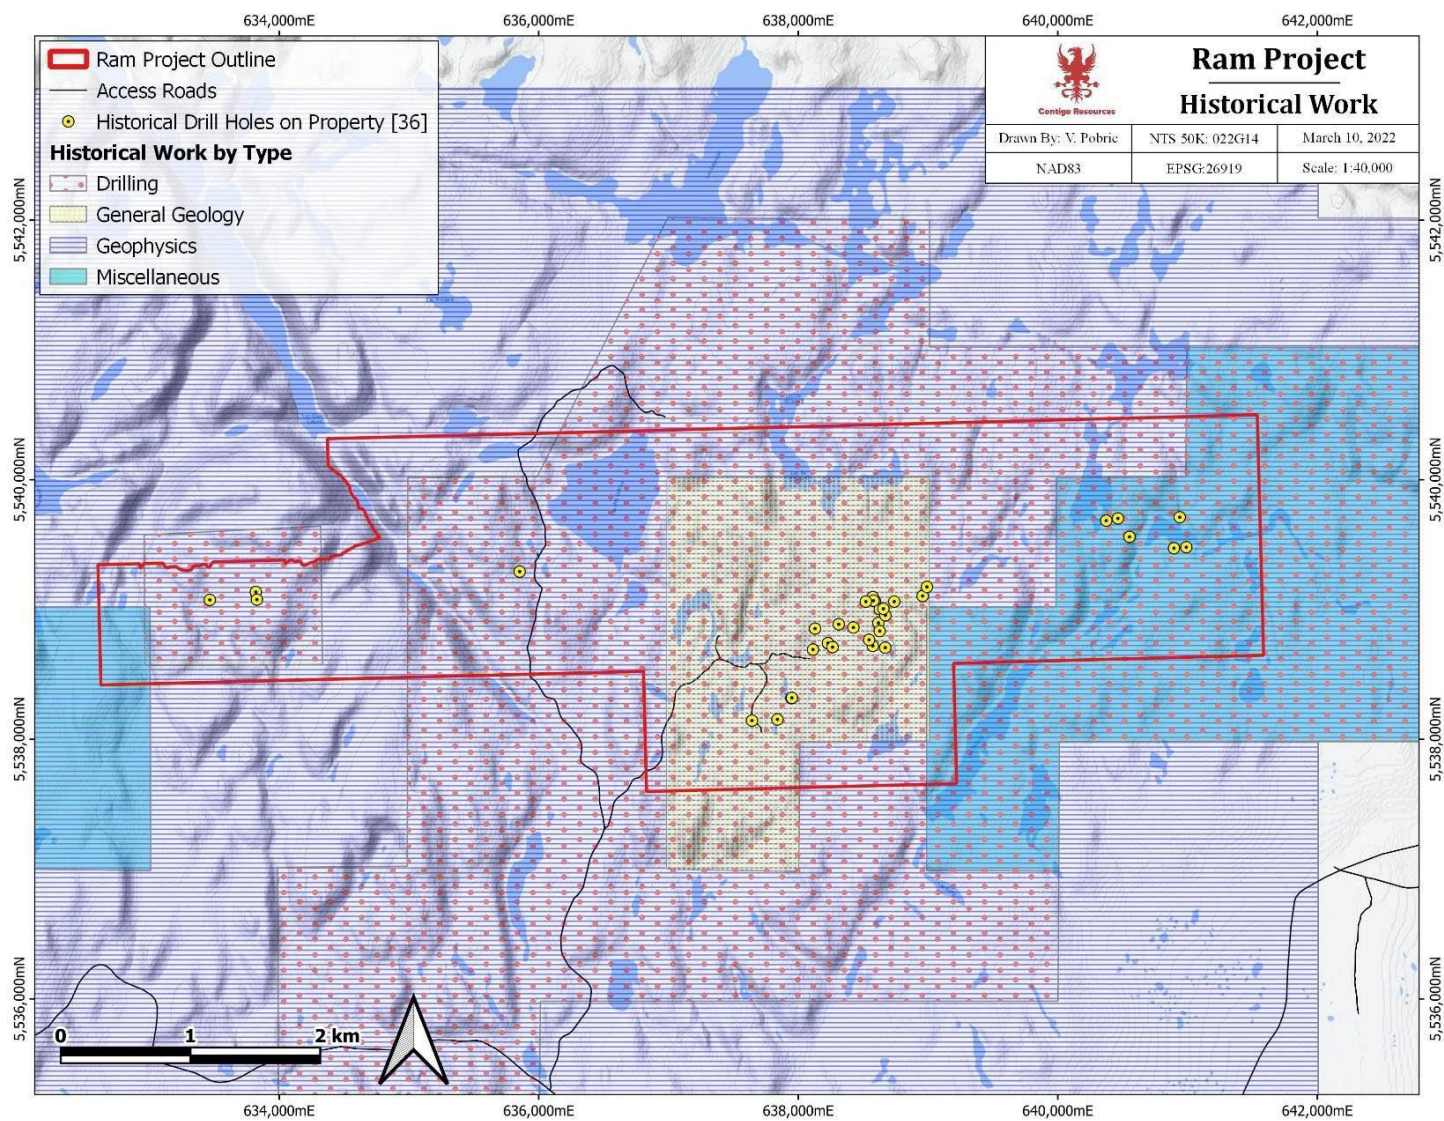 634,000mE
636,000mE
638,000mE
640,000mE
642,000mE
Ram Project Outline
Access Roads
Historical Drill Holes on Property [36]
Historical Work by Type
Drilling
General Geology
Geophysics
Miscellaneous
Contigo Resources
Ram Project
Historical Work
Drawn By: V. Pobric
NTS 50K: 022G14
March 10, 2022
NAD83
EPSG:26919
Scale: 1:40,000
5,542,000mN
5,542,000mN
5,540,000mN
5,540,000mN
5,538,000mN
5,538,000mN
5,536,000mN
5,536,000mN
0
1
2 km
634,000mE
636,000mE
638,000mE
640,000mE
642,000mE